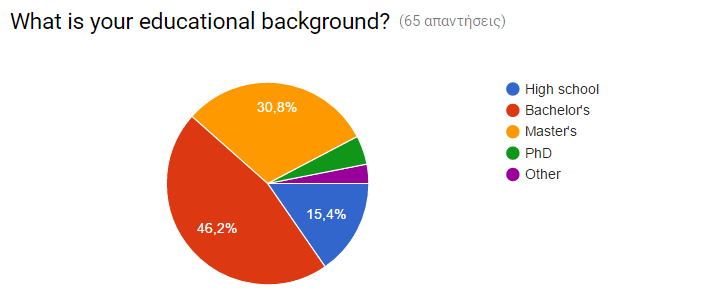 What is your educational background? (65 απαντήσεις)
30,8%
46,2%
15,4%
High school
Bachelor's
Master's
PhD
Other